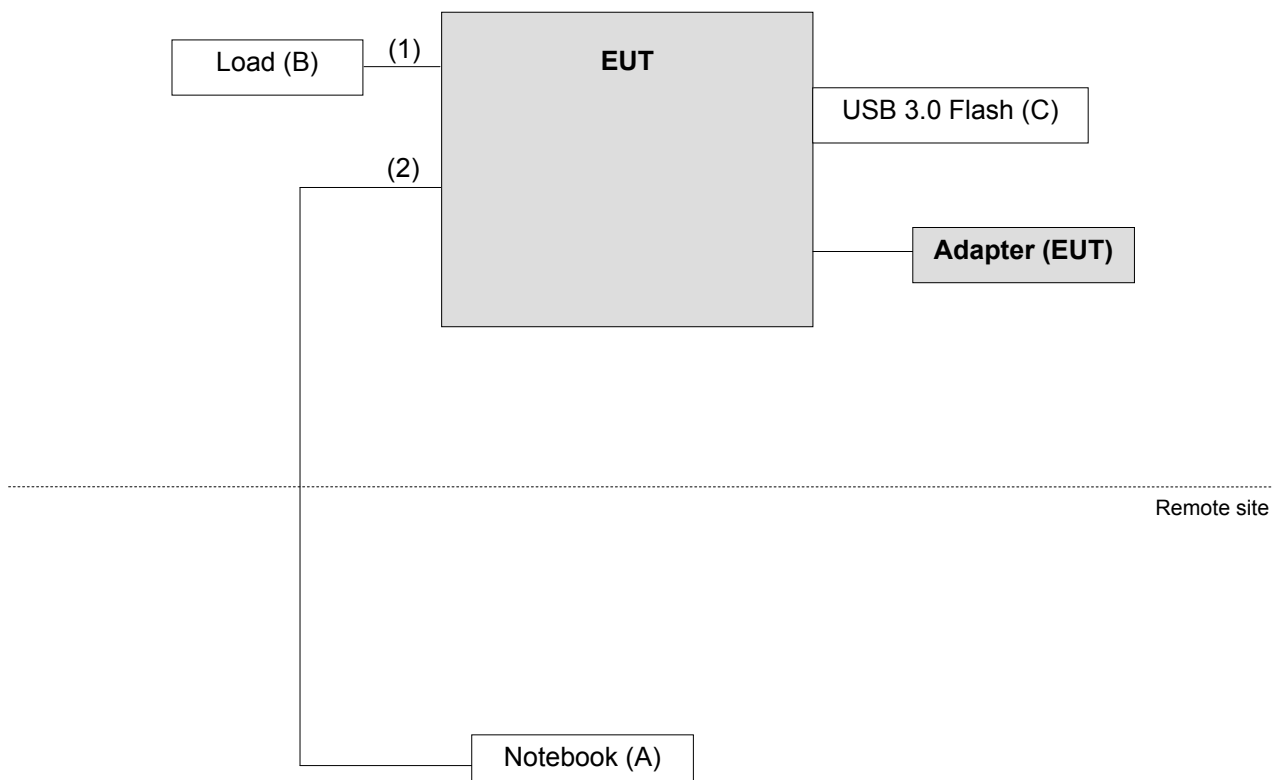 Load (B)
(1)
EUT
USB 3.0 Flash (C)
(2)
Adapter (EUT)
Remote site
Notebook (A)